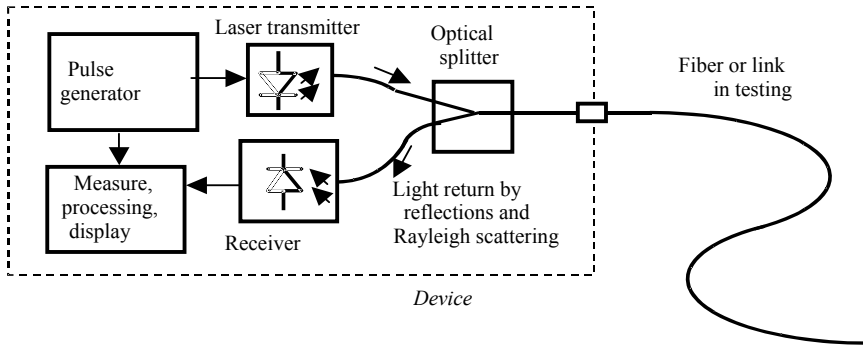 Laser transmitter
Optical
splitter
Pulse
generator
Fiber or link
in testing
Measure,
processing,
display
Receiver
Light return by
reflections and
Rayleigh scattering
Device